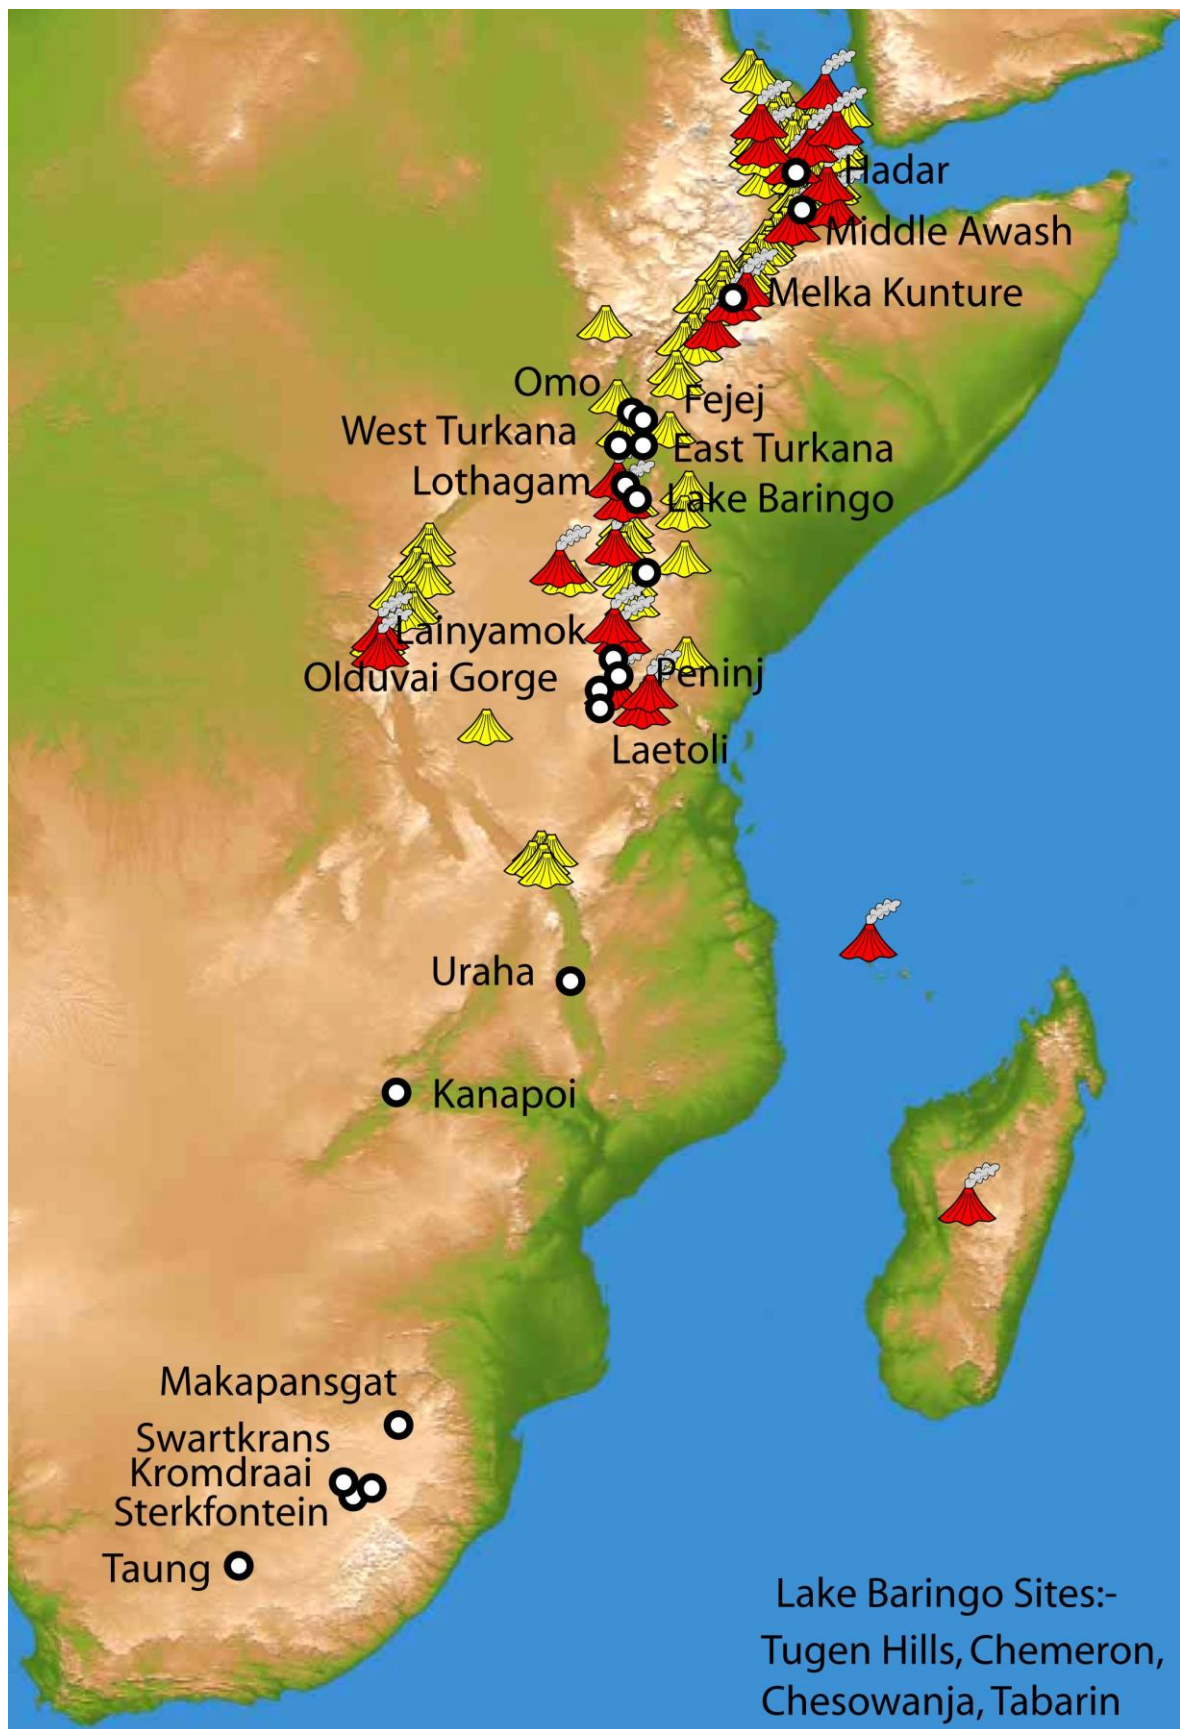 Hadar
Middle Awash
Melka Kunture
Omo
Fejej
West Turkana
East Turkana
Lothagam
Lake Baringo
Lainyamok
Olduvai Gorge
Peninj
Laetoli
Uraha
Kanapoi
Makapansgat
Swartkrans
Kromdraai
Sterkfontein
Taung
Lake Baringo Sites:-
Tugen Hills, Chemeron,
Chesowanja, Tabarin